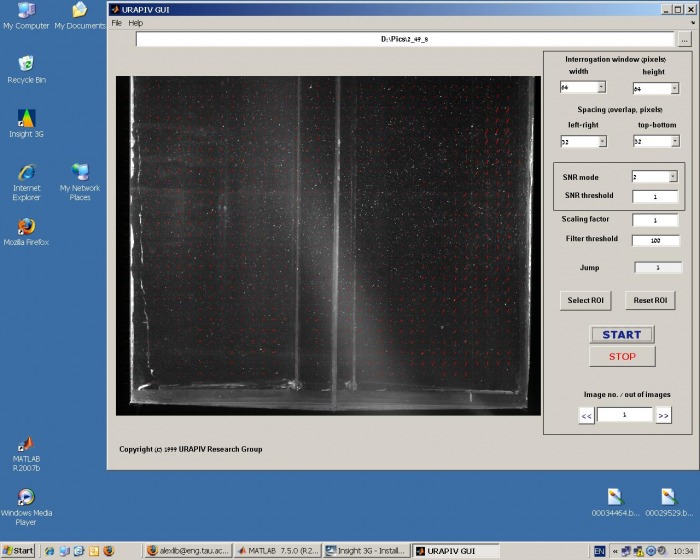 My Computer
My Documents
Recycle Bin
Insight 3G
Internet
Explorer
My Network
Places
Mozilla Firefox
MATLAB
R2007b
Windows Media
Player
URAPIV GUI
File Help
D:\Pics\2_49_8
...
Interrogation window (pixels)
width height
64 64
Spacing (overlap, pixels)
left-right top-bottom
32 32
SNR mode 2
SNR threshold 1
Scaling factor 1
Filter threshold 100
Jump 1
Select ROI Reset ROI
START
STOP
Image no. / out of images
<< 1 >>
Copyright (C) 1999 URAPIV Research Group
00034464.b... 00029529.b...
Start
alexlib@eng.tau.ac...
MATLAB 7.5.0 (R2...
Insight 3G - Install...
URAPIV GUI
EN
«
10:34